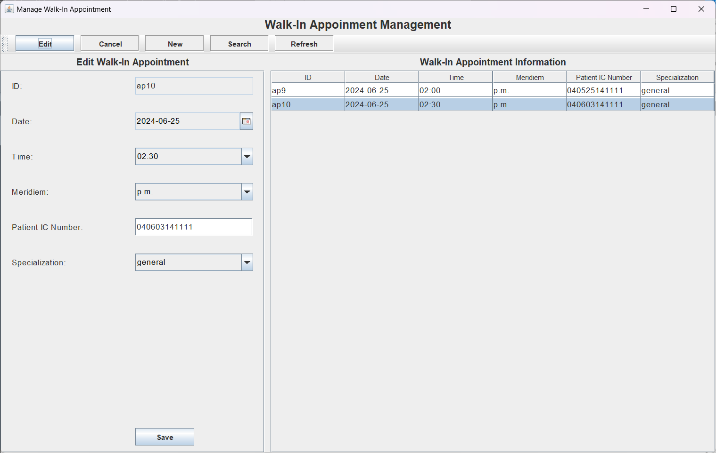 Manage Walk-In Appointment
Walk-In Appoinment Management
Edit Cancel New Search Refresh
Edit Walk-In Appointment
ID: ap10
Date: 2024-06-25
Time: 02:30
Meridiem: p.m
Patient IC Number: 040603141111
Specialization: general
Save
Walk-In Appointment Information
ID Date Time Meridiem Patient IC Number Specialization
ap9 2024-06-25 02:00 p.m 040525141111 general
ap10 2024-06-25 02:30 p.m 040603141111 general